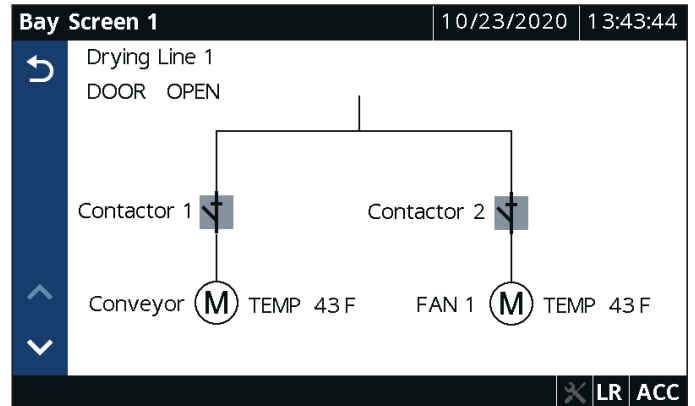 Bay Screen 1 10/23/2020 13:43:44
Drying Line 1
DOOR OPEN
Contactor 1 Contactor 2
Conveyor M TEMP 43 F FAN 1 M TEMP 43 F
LR ACC